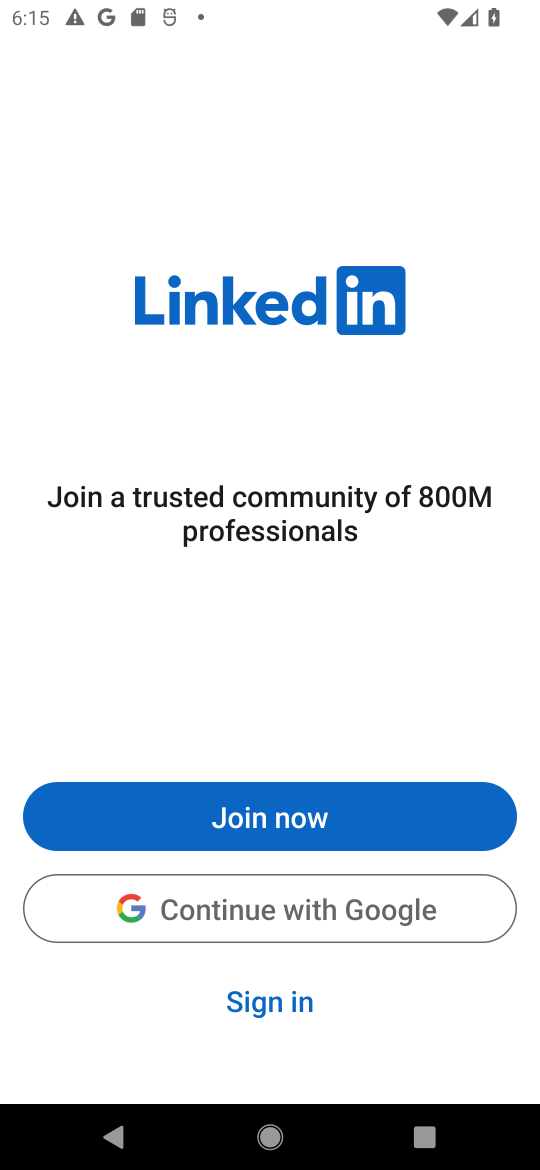 6:15
Linked in
Join a trusted community of 800M
professionals
Join now
Continue with Google
Sign in